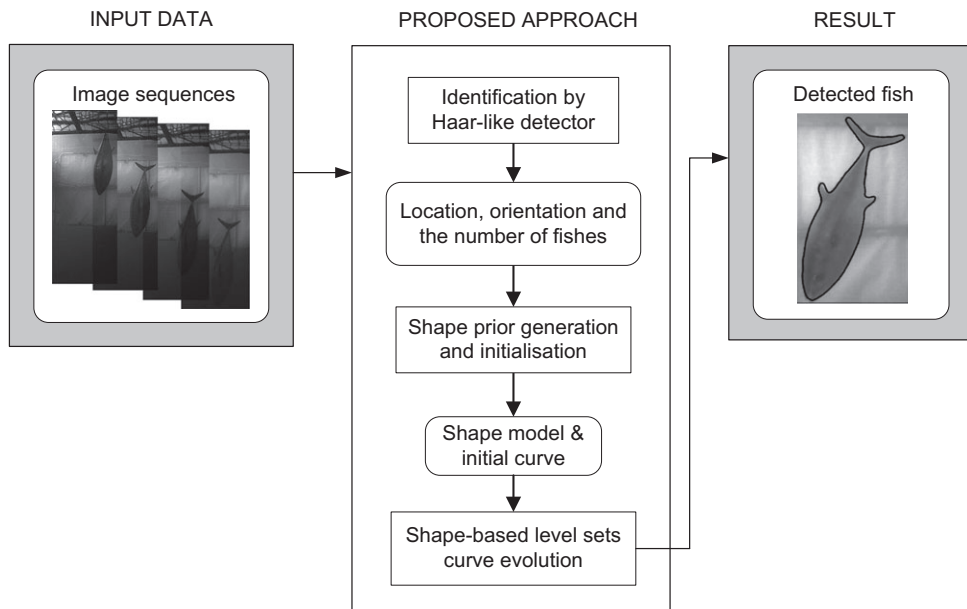 INPUT DATA
Image sequences
PROPOSED APPROACH
Identification by
Haar-like detector
Location, orientation and
the number of fishes
Shape prior generation
and initialisation
Shape model &
initial curve
Shape-based level sets
curve evolution
RESULT
Detected fish